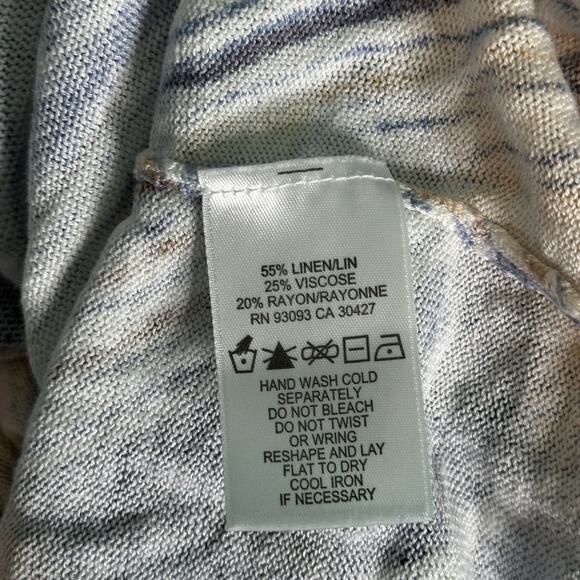 55% LINEN/LIN
25% VISCOSE
20% RAYON/RAYONNE
RN 93093 CA 30427
HAND WASH COLD
SEPARATELY
DO NOT BLEACH
DO NOT TWIST
OR WRING
RESHAPE AND LAY
FLAT TO DRY
COOL IRON
IF NECESSARY